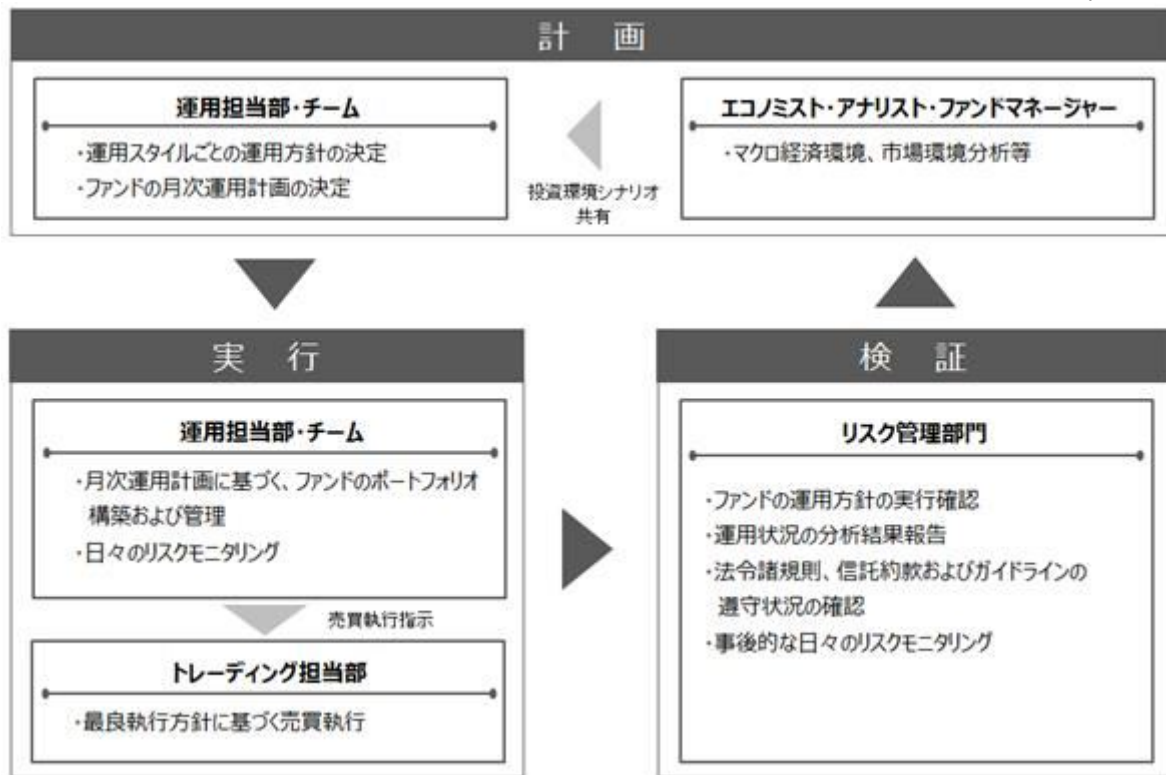 計 画
運用担当部・チーム
・運用スタイルごとの運用方針の決定
・ファンドの月次運用計画の決定
投資環境シナリオ
共有
エコノミスト・アナリスト・ファンドマネージャー
・マクロ経済環境、市場環境分析等
実 行
運用担当部・チーム
・月次運用計画に基づく、ファンドのポートフォリオ
構築および管理
・日々のリスクモニタリング
売買執行指示
トレーディング担当部
・最良執行方針に基づく売買執行
検 証
リスク管理部門
・ファンドの運用方針の実行確認
・運用状況の分析結果報告
・法令諸規則、信託約款およびガイドラインの
遵守状況の確認
・事後的な日々のリスクモニタリング